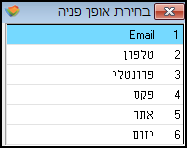 בחירת אופן פניה
1 Email
2 טלפון
3 פרונטלי
4 פקס
5 אתר
6 יזום